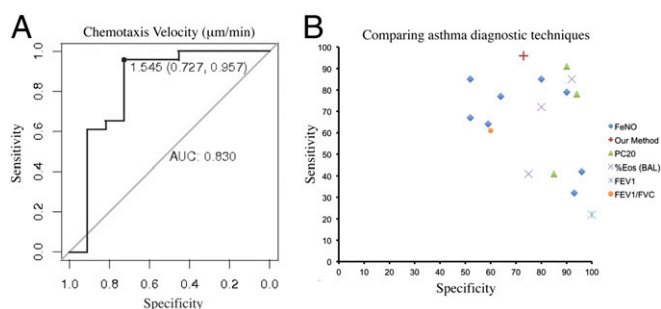 A
Chemotaxis Velocity (μm/min)
1.0
0.8
0.6
0.4
0.2
0.0
Sensitivity
1.545 (0.727, 0.957)
AUC: 0.830
1.0 0.8 0.6 0.4 0.2 0.0
Specificity
B
Comparing asthma diagnostic techniques
100
90
80
70
60
50
40
30
20
10
0
Sensitivity
0 10 20 30 40 50 60 70 80 90 100
Specificity
FeNO
Our Method
PC20
%Eos (BAL)
FEV1
FEV1/FVC